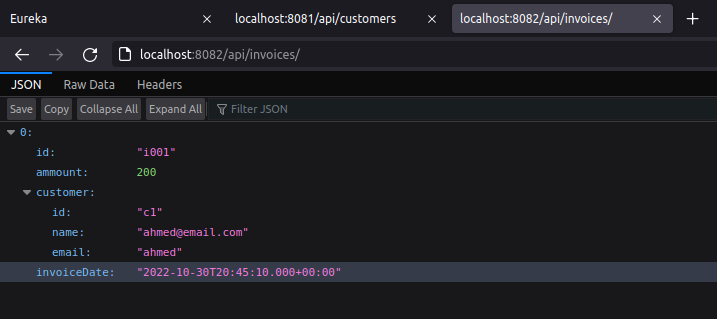 Eureka
localhost:8081/api/customers
localhost:8082/api/invoices/
localhost:8082/api/invoices/
JSON Raw Data Headers
Save Copy Collapse All Expand All Filter JSON
0:
id: "i001"
ammount: 200
customer:
id: "c1"
name: "ahmed@email.com"
email: "ahmed"
invoiceDate: "2022-10-30T20:45:10.000+00:00"